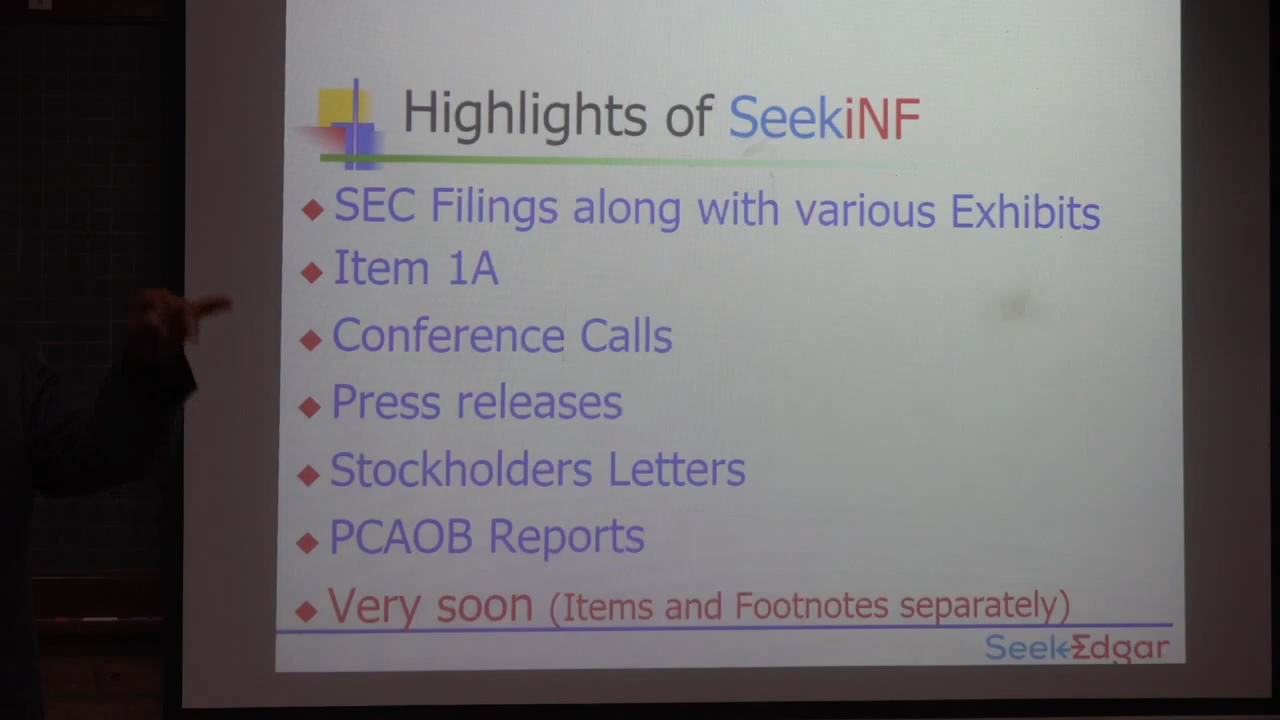 Highlights of SeekiNF
SEC Filings along with various Exhibits
Item 1A
Conference Calls
Press releases
Stockholders Letters
PCAOB Reports
Very soon (Items and Footnotes separately)
SeekEdgar